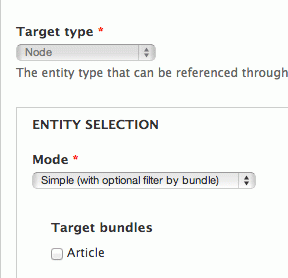 Target type *
Node
The entity type that can be referenced through
ENTITY SELECTION
Mode *
Simple (with optional filter by bundle)
Target bundles
Article